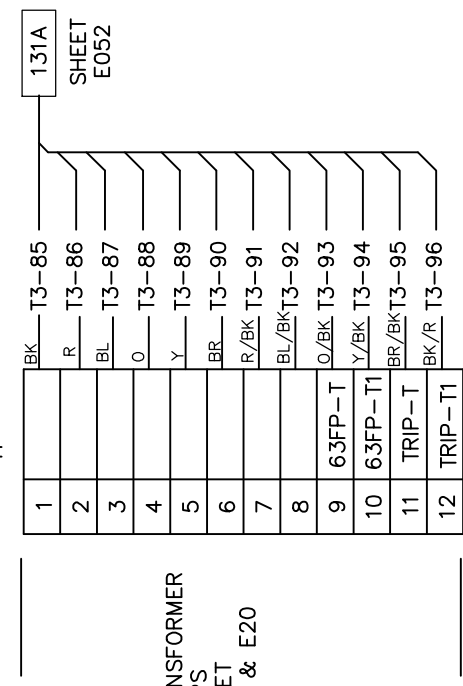 131A
SHEET
E052
1 BK T3-85
2 R T3-86
3 BL T3-87
4 O T3-88
5 Y T3-89
6 BR T3-90
7 R/BK T3-91
8 BL/BK T3-92
9 63FP-T O/BK T3-93
10 63FP-T1 Y/BK T3-94
11 TRIP-T BR/BK T3-95
12 TRIP-T1 BK/R T3-96
NSFORMER
PS
ET
& E20